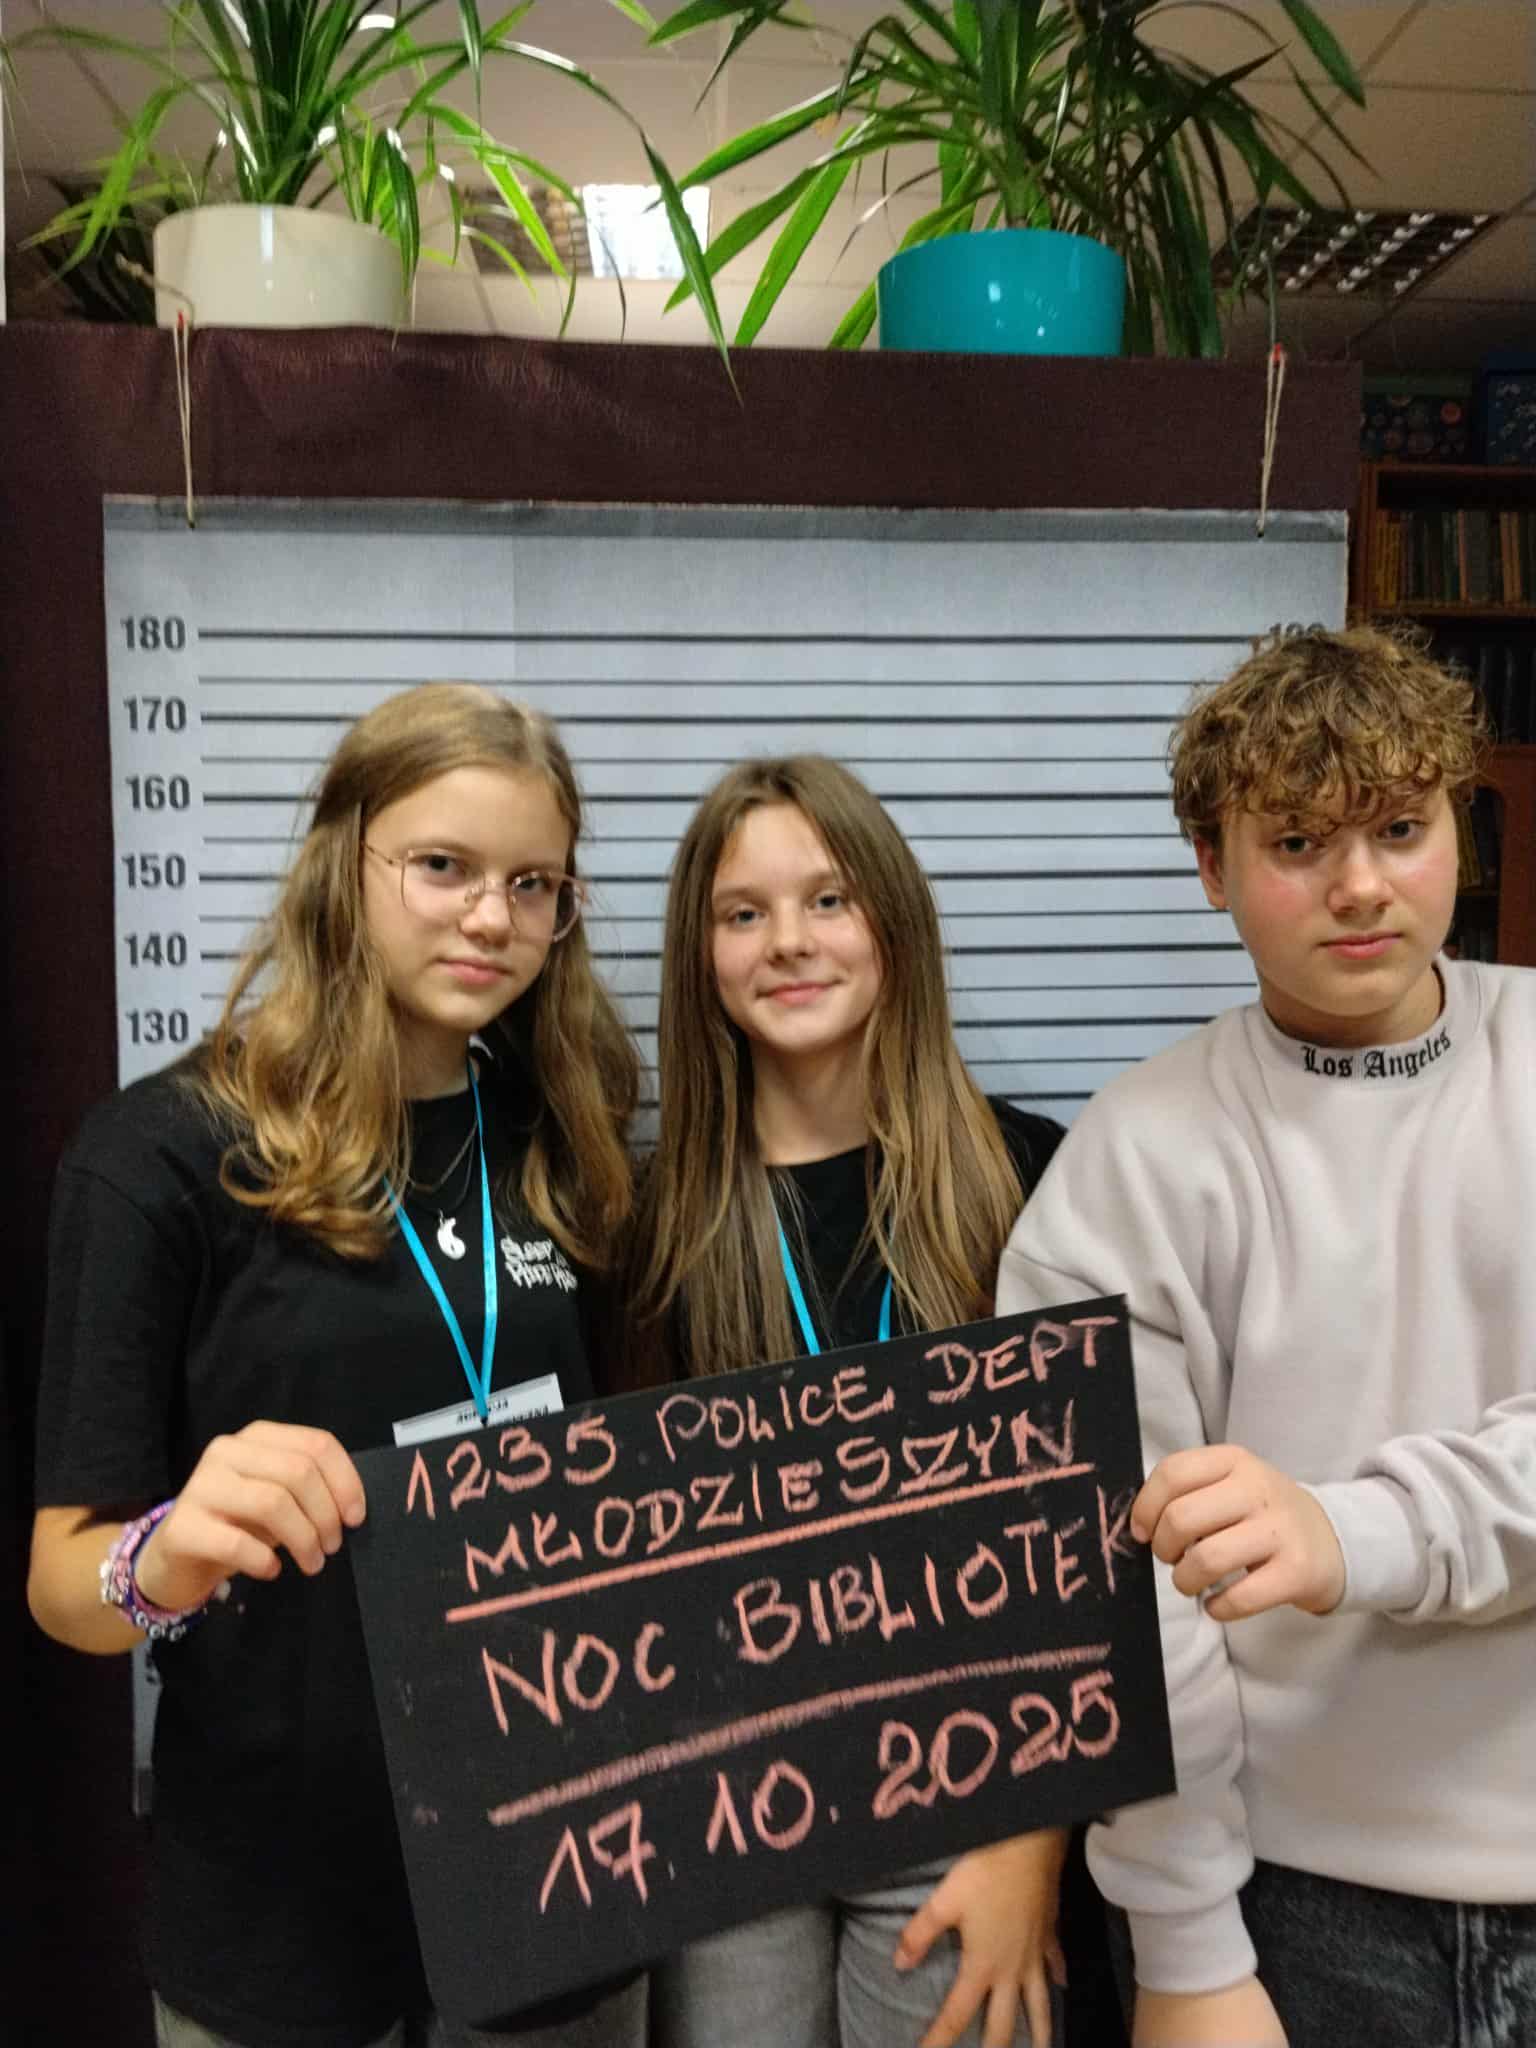 180
170
160
150
140
130
Los Angeles
1235 POLICE DEPT
MŁODZIESZYN
NOC BIBLIOTEK
17.10.2025